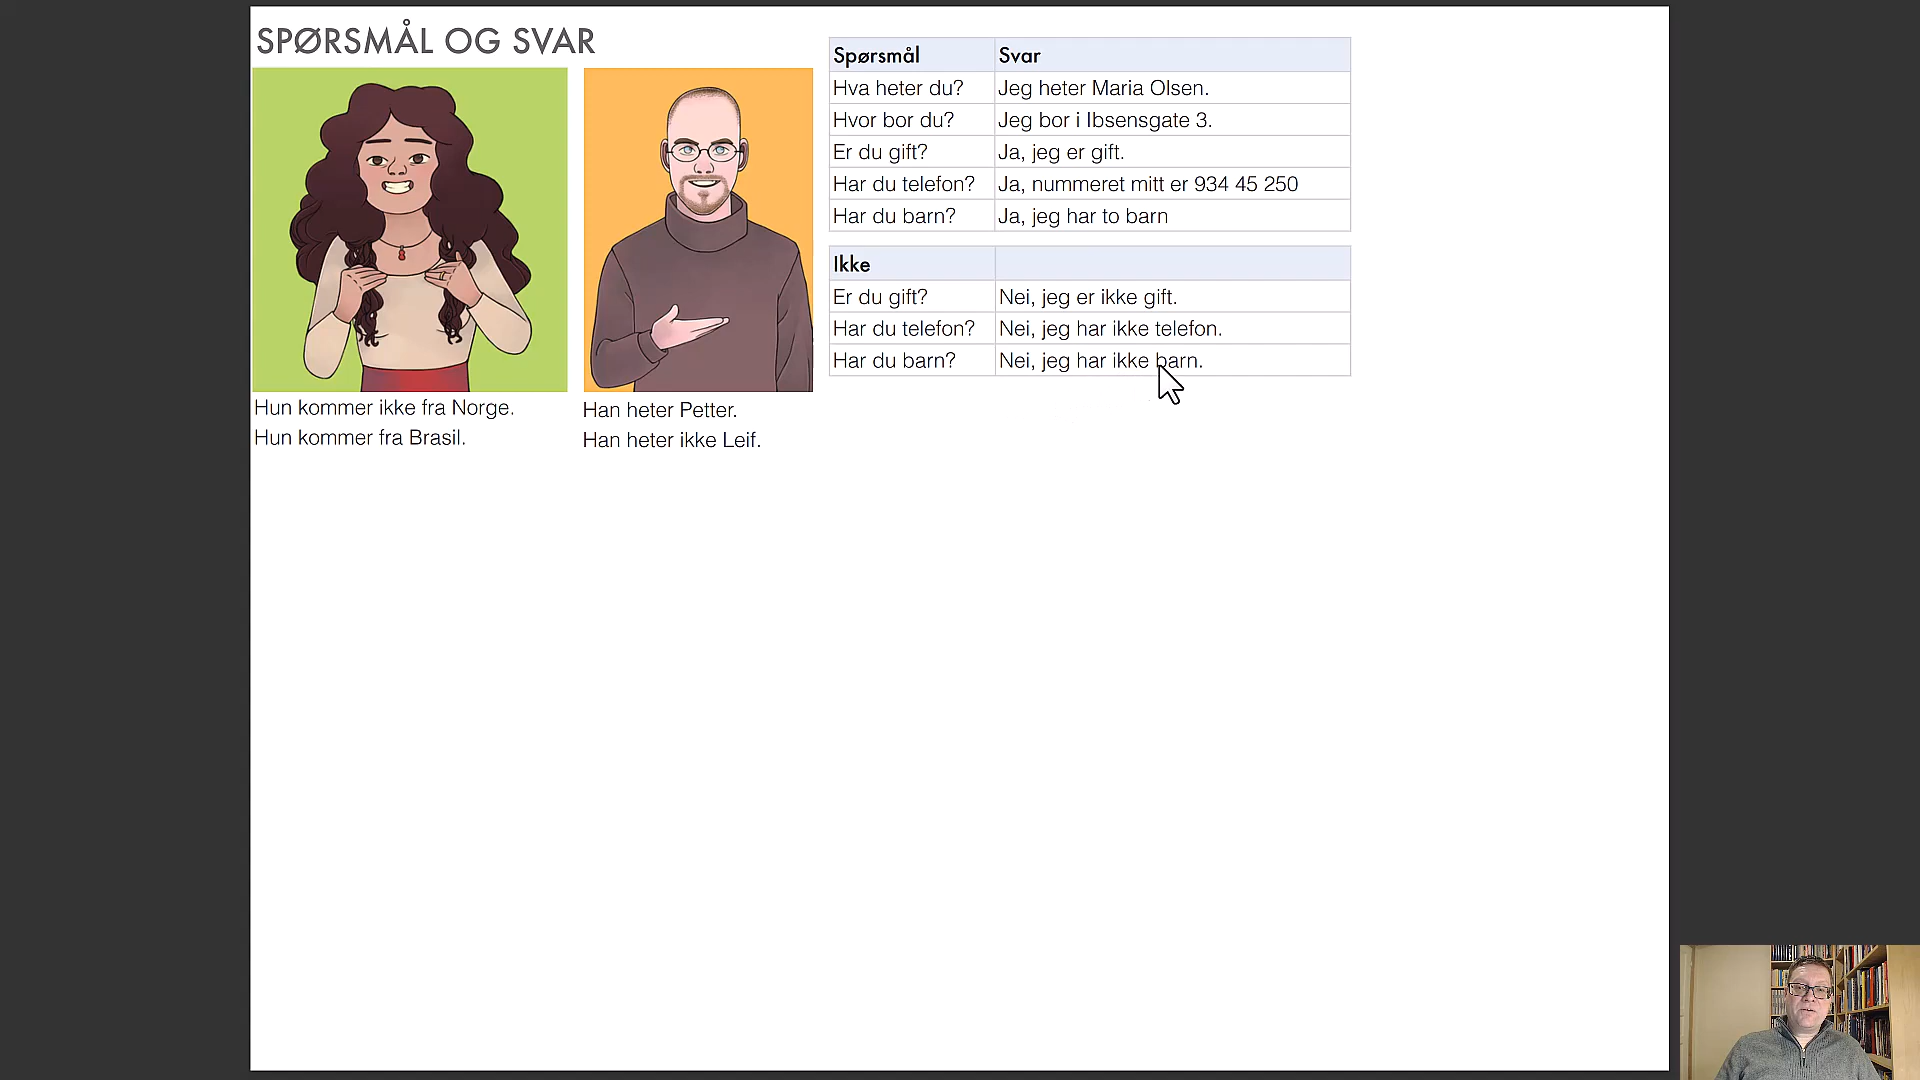 SPØRSMÅL OG SVAR
Hun kommer ikke fra Norge.
Hun kommer fra Brasil.
Han heter Petter.
Han heter ikke Leif.
Spørsmål Svar
Hva heter du? Jeg heter Maria Olsen.
Hvor bor du? Jeg bor i Ibsensgate 3.
Er du gift? Ja, jeg er gift.
Har du telefon? Ja, nummeret mitt er 934 45 250
Har du barn? Ja, jeg har to barn
Ikke
Er du gift? Nei, jeg er ikke gift.
Har du telefon? Nei, jeg har ikke telefon.
Har du barn? Nei, jeg har ikke barn.